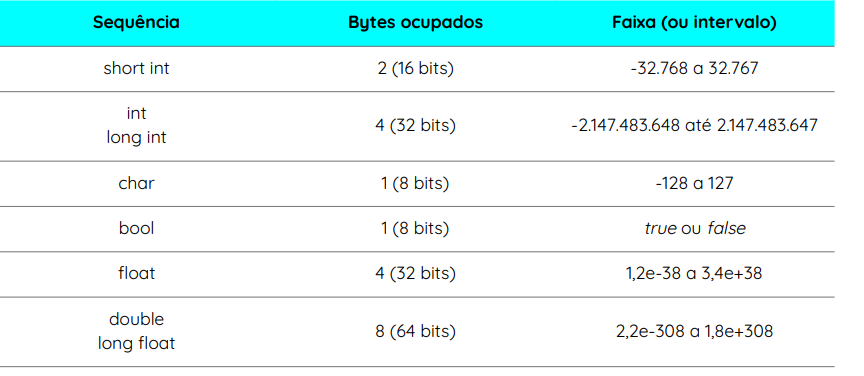 Sequência Bytes ocupados Faixa (ou intervalo)
short int 2 (16 bits) -32.768 a 32.767
int
long int 4 (32 bits) -2.147.483.648 até 2.147.483.647
char 1 (8 bits) -128 a 127
bool 1 (8 bits) true ou false
float 4 (32 bits) 1,2e-38 a 3,4e+38
double
long float 8 (64 bits) 2,2e-308 a 1,8e+308